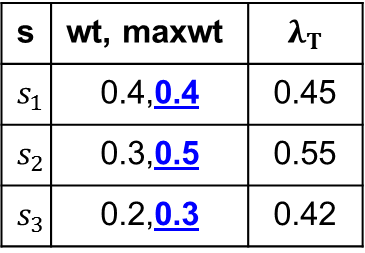 s wt, maxwt λT
s1 0.4,0.4 0.45
s2 0.3,0.5 0.55
s3 0.2,0.3 0.42